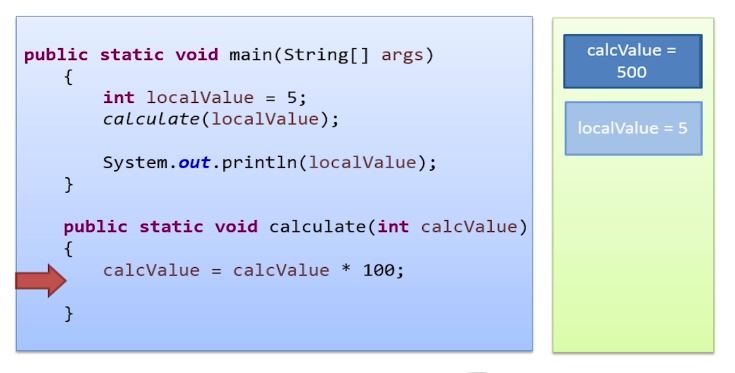 public static void main(String[] args)
{
int localValue = 5;
calculate(localValue);
System.out.println(localValue);
}
public static void calculate(int calcValue)
{
calcValue = calcValue * 100;
}
calcValue =
500
localValue = 5